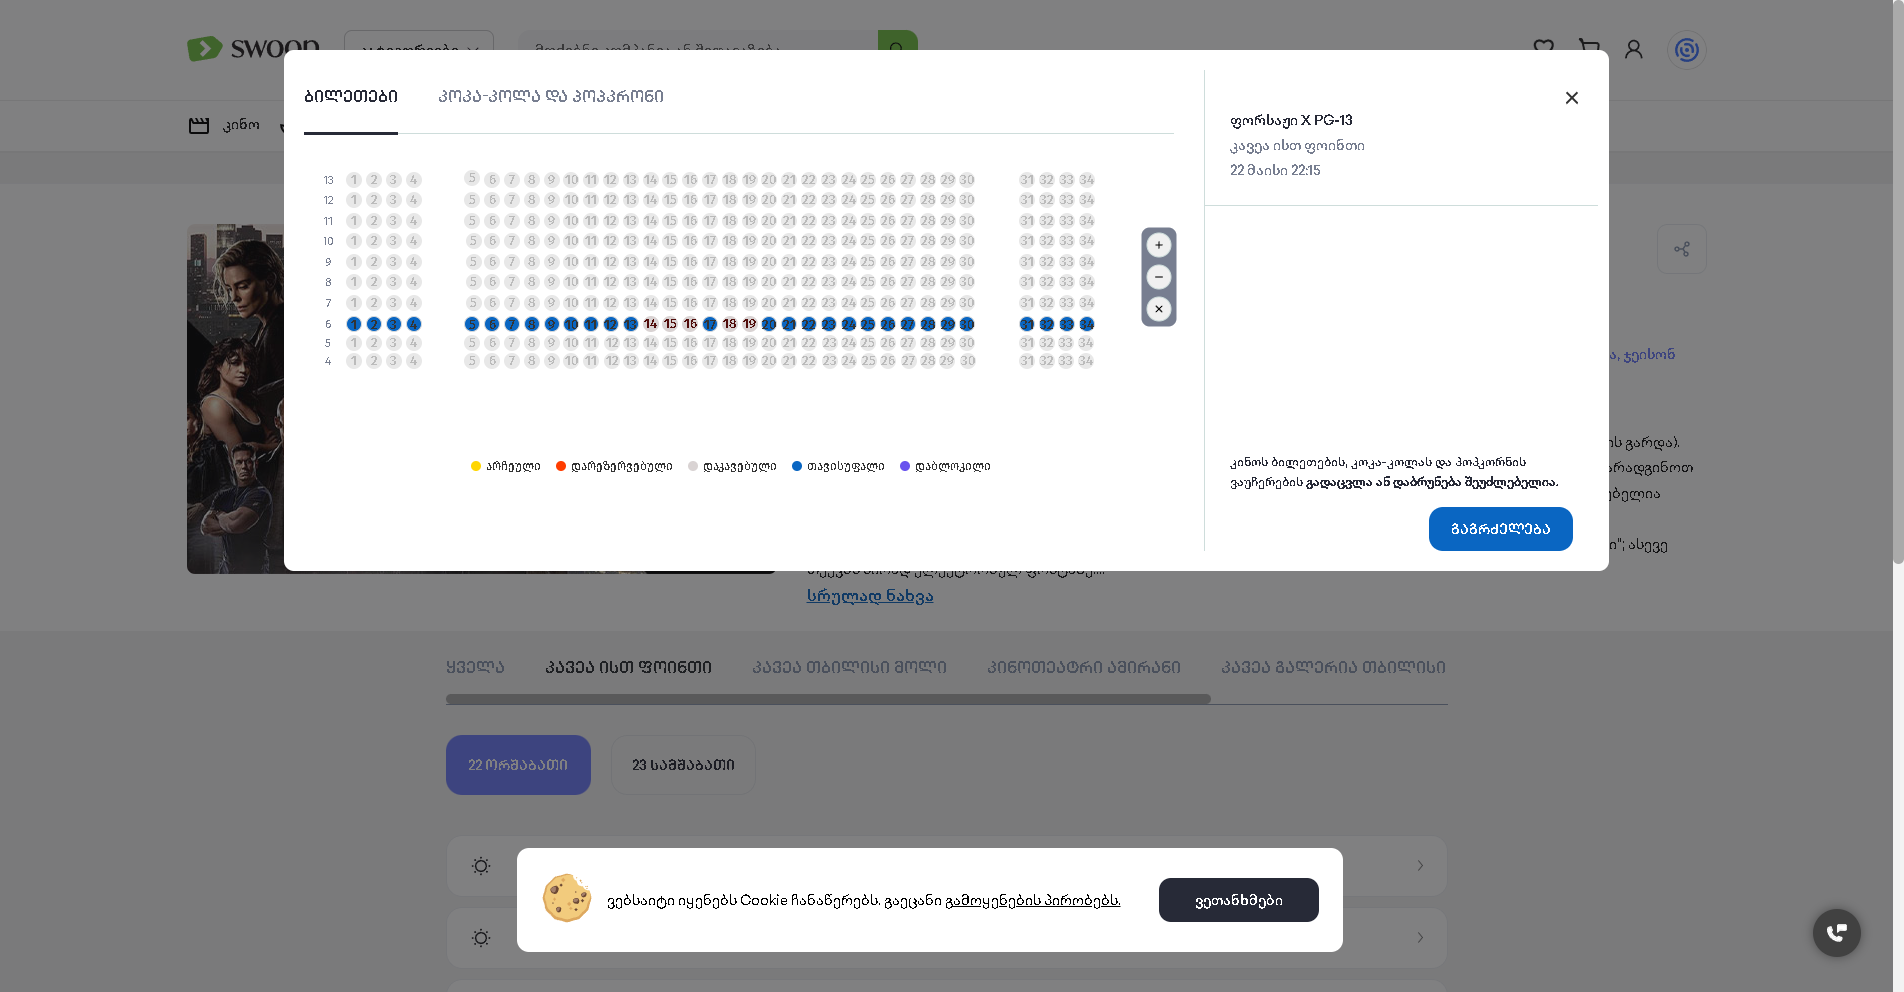 swoop
კინო
ბილეთები
კოკა-კოლა და პოპკორნი
ფორსაჟი X PG-13
კავეა ისთ ფოინთი
22 მაისი 22:15
13 1 2 3 4 5 6 7 8 9 10 11 12 13 14 15 16 17 18 19 20 21 22 23 24 25 26 27 28 29 30 31 32 33 34
12 1 2 3 4 5 6 7 8 9 10 11 12 13 14 15 16 17 18 19 20 21 22 23 24 25 26 27 28 29 30 31 32 33 34
11 1 2 3 4 5 6 7 8 9 10 11 12 13 14 15 16 17 18 19 20 21 22 23 24 25 26 27 28 29 30 31 32 33 34
10 1 2 3 4 5 6 7 8 9 10 11 12 13 14 15 16 17 18 19 20 21 22 23 24 25 26 27 28 29 30 31 32 33 34
9 1 2 3 4 5 6 7 8 9 10 11 12 13 14 15 16 17 18 19 20 21 22 23 24 25 26 27 28 29 30 31 32 33 34
8 1 2 3 4 5 6 7 8 9 10 11 12 13 14 15 16 17 18 19 20 21 22 23 24 25 26 27 28 29 30 31 32 33 34
7 1 2 3 4 5 6 7 8 9 10 11 12 13 14 15 16 17 18 19 20 21 22 23 24 25 26 27 28 29 30 31 32 33 34
6 1 2 3 4 5 6 7 8 9 10 11 12 13 14 15 16 17 18 19 20 21 22 23 24 25 26 27 28 29 30 31 32 33 34
5 1 2 3 4 5 6 7 8 9 10 11 12 13 14 15 16 17 18 19 20 21 22 23 24 25 26 27 28 29 30 31 32 33 34
4 1 2 3 4 5 6 7 8 9 10 11 12 13 14 15 16 17 18 19 20 21 22 23 24 25 26 27 28 29 30 31 32 33 34
არჩეული დარეზერვებული დაკავებული თავისუფალი დაბლოკილი
კინოს ბილეთების, კოკა-კოლას და პოპკორნის
ვაუჩერების გადაცვლა ან დაბრუნება შეუძლებელია.
გაგრძელება
ჯეისონ
გარდა).
ასევე
სრულად ნახვა
ყველა
კავეა ისთ ფოინთი
კავეა თბილისი მოლი
კინოთეატრი ამირანი
კავეა გალერია თბილისი
22 ორშაბათი
23 სამშაბათი
ვებსაიტი იყენებს Cookie ჩანაწერებს. გაეცანი გამოყენების პირობებს.
ვეთანხმები